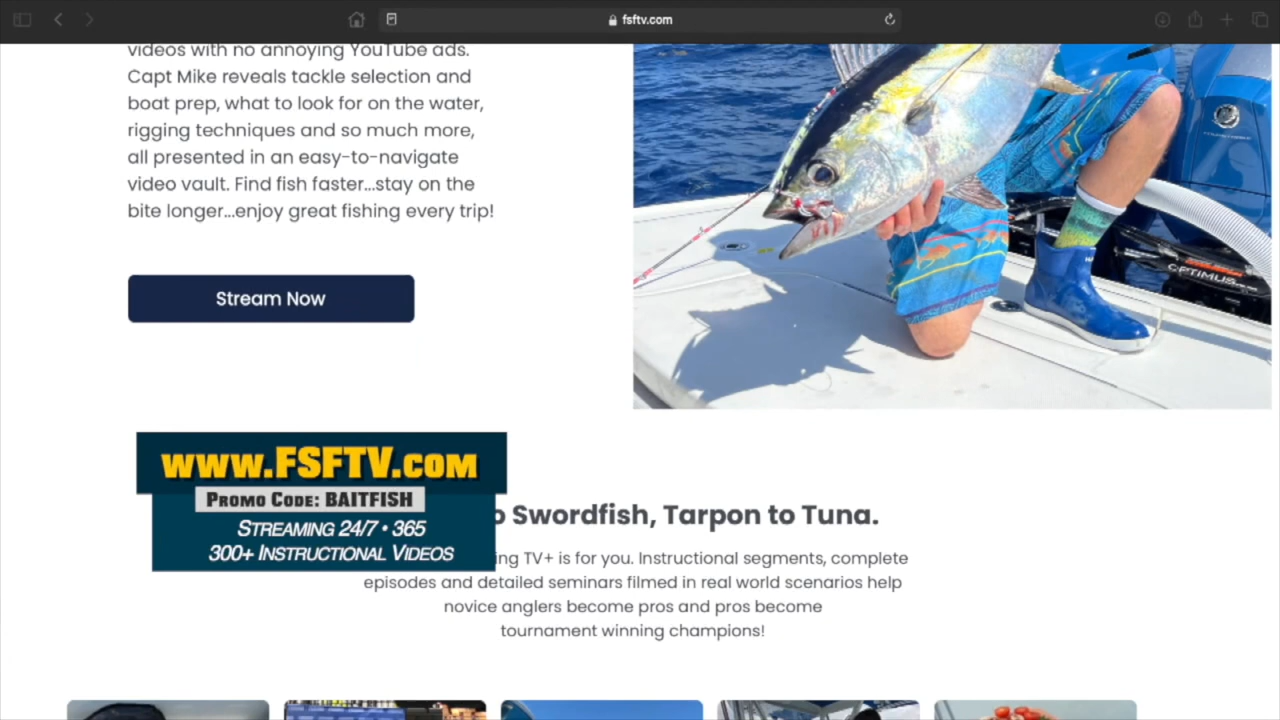 fsftv.com
videos with no annoying YouTube ads.
Capt Mike reveals tackle selection and
boat prep, what to look for on the water,
rigging techniques and so much more,
all presented in an easy-to-navigate
video vault. Find fish faster...stay on the
bite longer...enjoy great fishing every trip!
OPTIMUS
Stream Now
www.FSFTV.com
Promo Code: BAITFISH
Streaming 24/7 • 365
300+ Instructional Videos
Swordfish, Tarpon to Tuna.
TV+ is for you. Instructional segments, complete
episodes and detailed seminars filmed in real world scenarios help
novice anglers become pros and pros become
tournament winning champions!